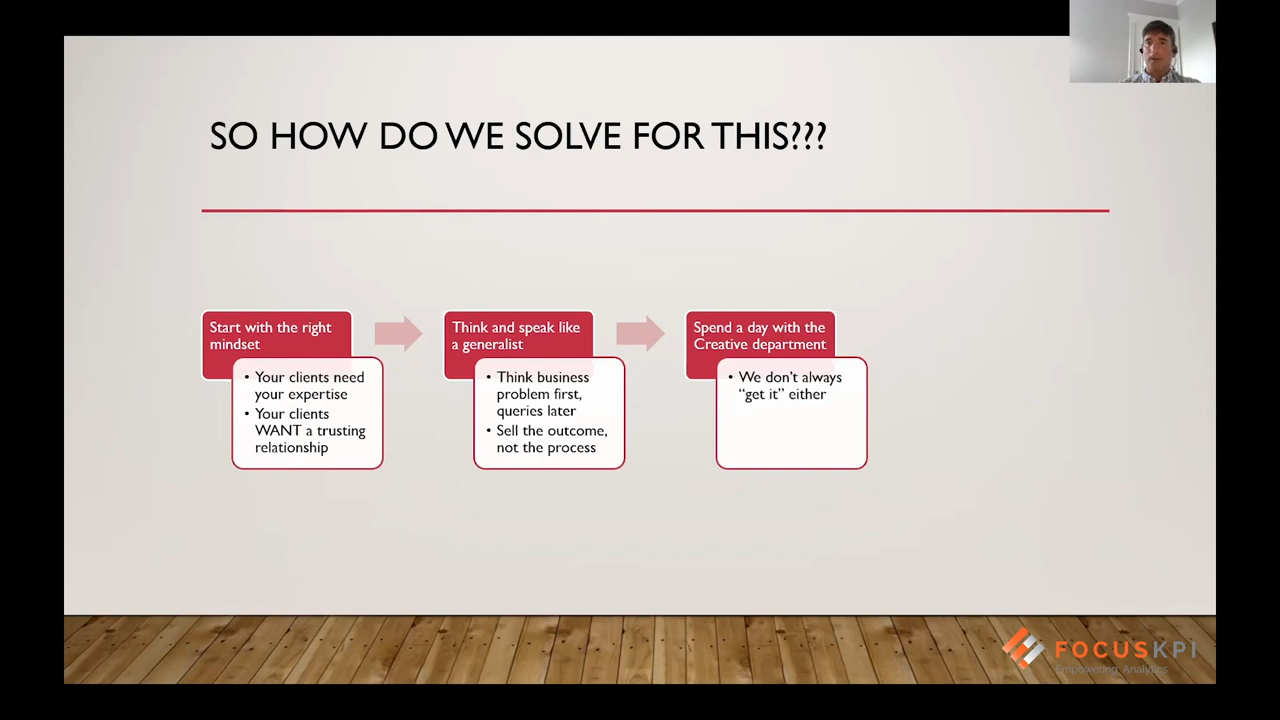 SO HOW DO WE SOLVE FOR THIS???
Start with the right
mindset
• Your clients need
your expertise
• Your clients
WANT a trusting
relationship
Think and speak like
a generalist
• Think business
problem first,
queries later
• Sell the outcome,
not the process
Spend a day with the
Creative department
• We don’t always
“get it” either
FOCUSKPI
Empowering Analytics